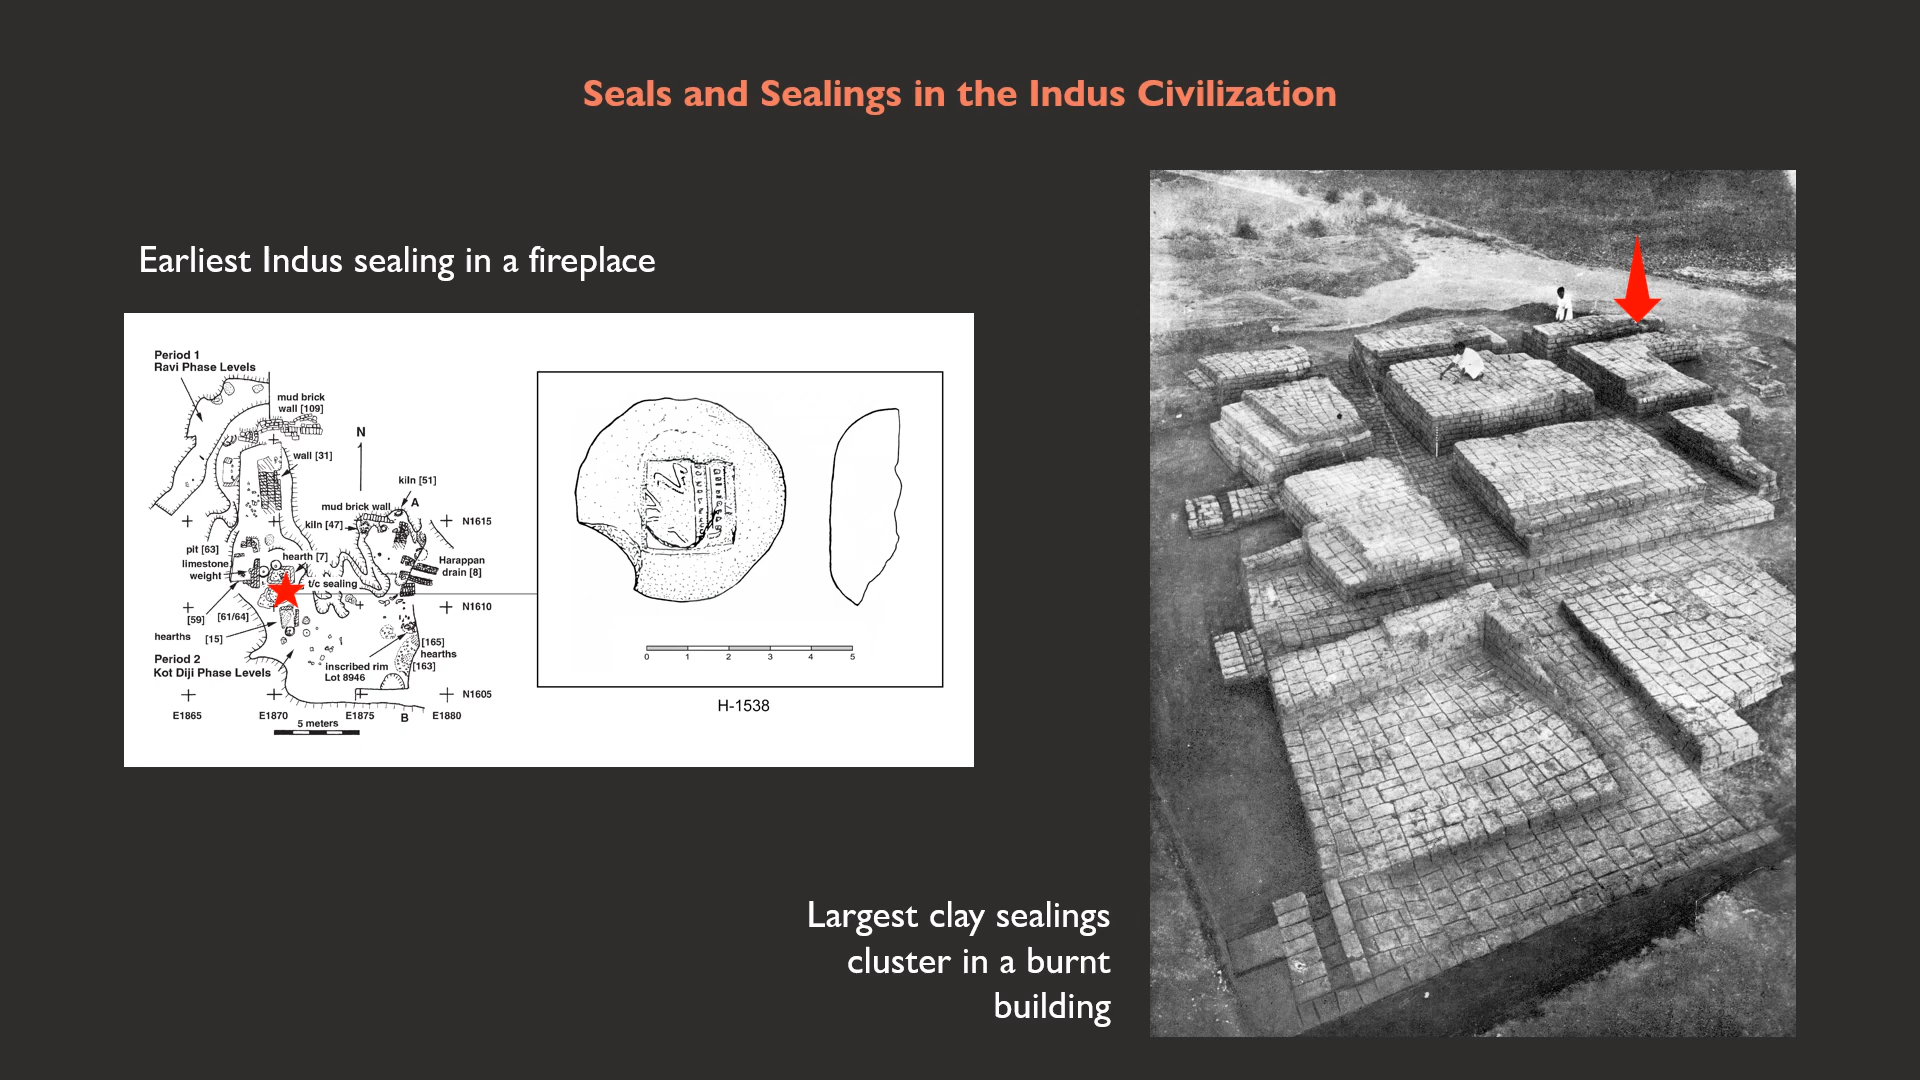 Seals and Sealings in the Indus Civilization
Earliest Indus sealing in a fireplace
Period 1
Ravi Phase Levels
mud brick
wall [109]
N
wall [31]
kiln [51]
mud brick wall
A
kiln [47]
N1615
pit [63]
hearth [7]
limestone
weight
Harappan
drain [8]
t/c sealing
N1610
[59]
[61/64]
hearths
[15]
[165]
hearths
[163]
Period 2
Kot Diji Phase Levels
inscribed rim
Lot 8946
N1605
E1865
E1870
E1875
B
E1880
5 meters
0 1 2 3 4 5
H-1538
Largest clay sealings
cluster in a burnt
building